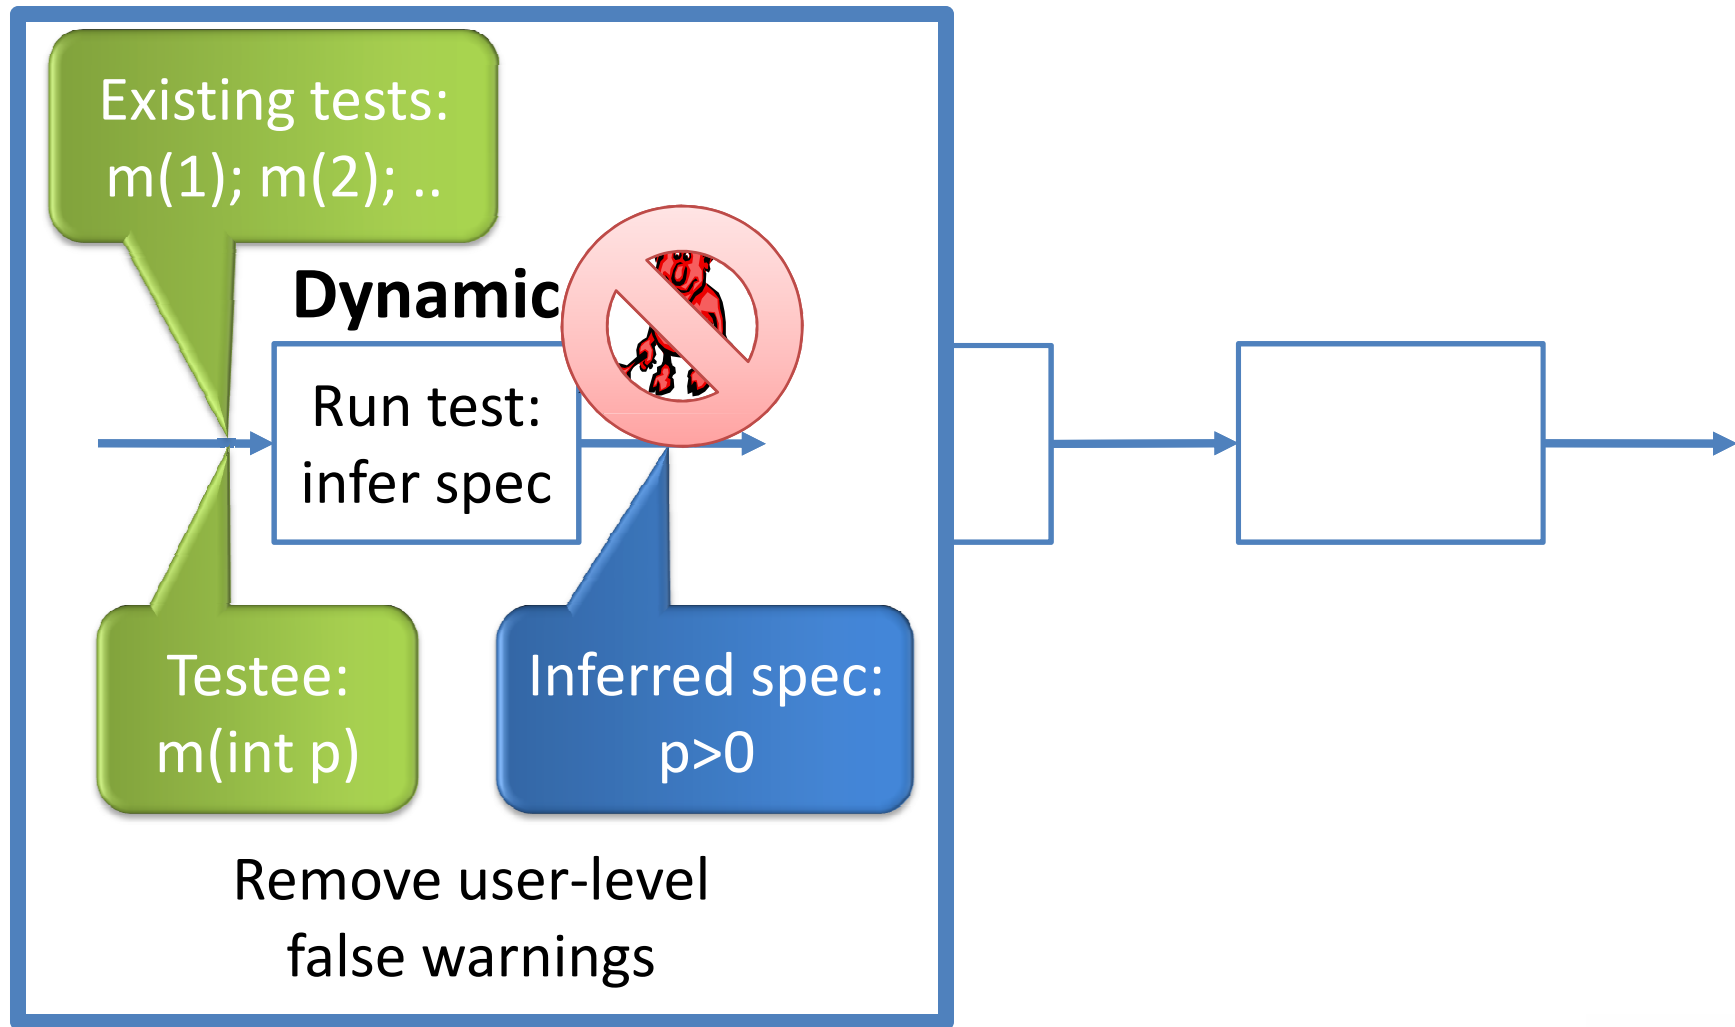 Existing tests:
m(1); m(2); ..
Dynamic
Run test:
infer spec
Testee:
m(int p)
Inferred spec:
p>0
Remove user-level
false warnings